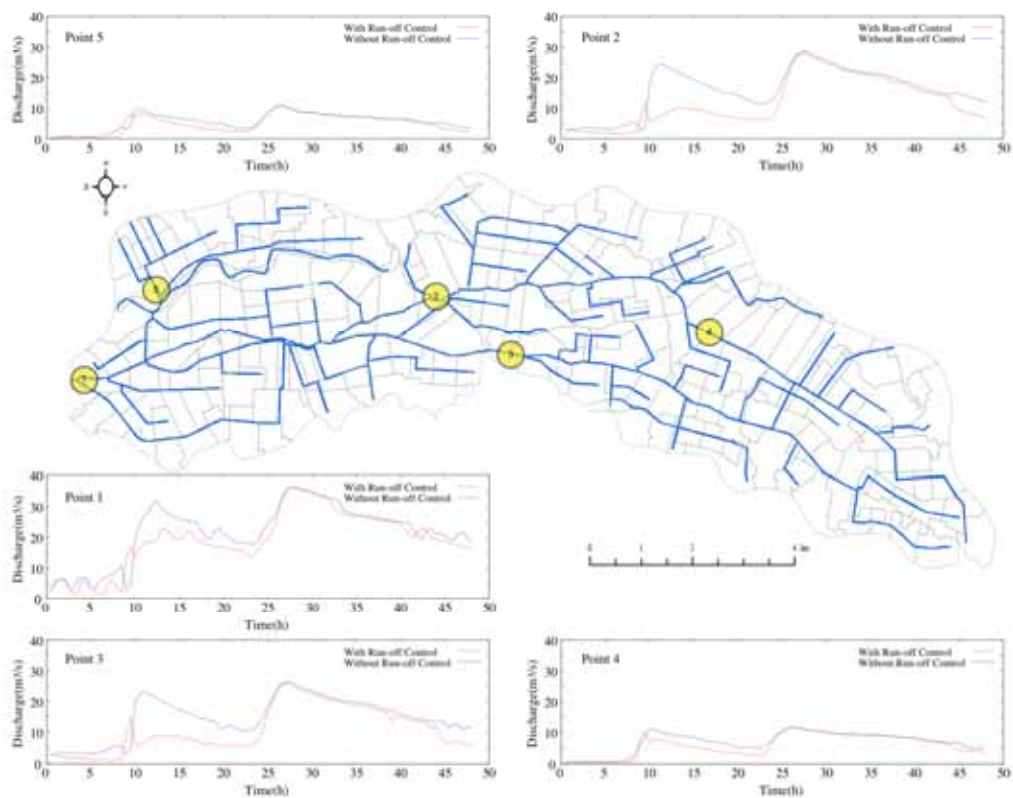 Point 5
With Run-off Control
Without Run-off Control
Discharge(m3/s)
40
30
20
10
0
0 5 10 15 20 25 30 35 40 45 50
Time(h)
Point 2
With Run-off Control
Without Run-off Control
Discharge(m3/s)
40
30
20
10
0
0 5 10 15 20 25 30 35 40 45 50
Time(h)
2
4
Point 1
With Run-off Control
Without Run-off Control
Discharge(m3/s)
40
30
20
10
0
0 5 10 15 20 25 30 35 40 45 50
Time(h)
0 1 2 4
Point 3
With Run-off Control
Without Run-off Control
Discharge(m3/s)
40
30
20
10
0
0 5 10 15 20 25 30 35 40 45 50
Time(h)
Point 4
With Run-off Control
Without Run-off Control
Discharge(m3/s)
40
30
20
10
0
0 5 10 15 20 25 30 35 40 45 50
Time(h)